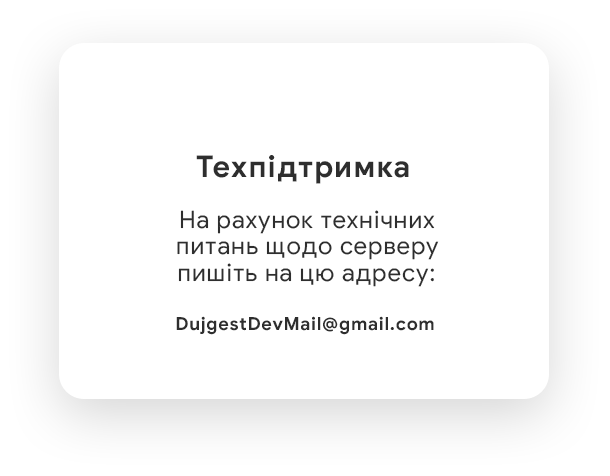 Техпідтримка
На рахунок технічних
питань щодо серверу
пишіть на цю адресу:
DujgestDevMail@gmail.com